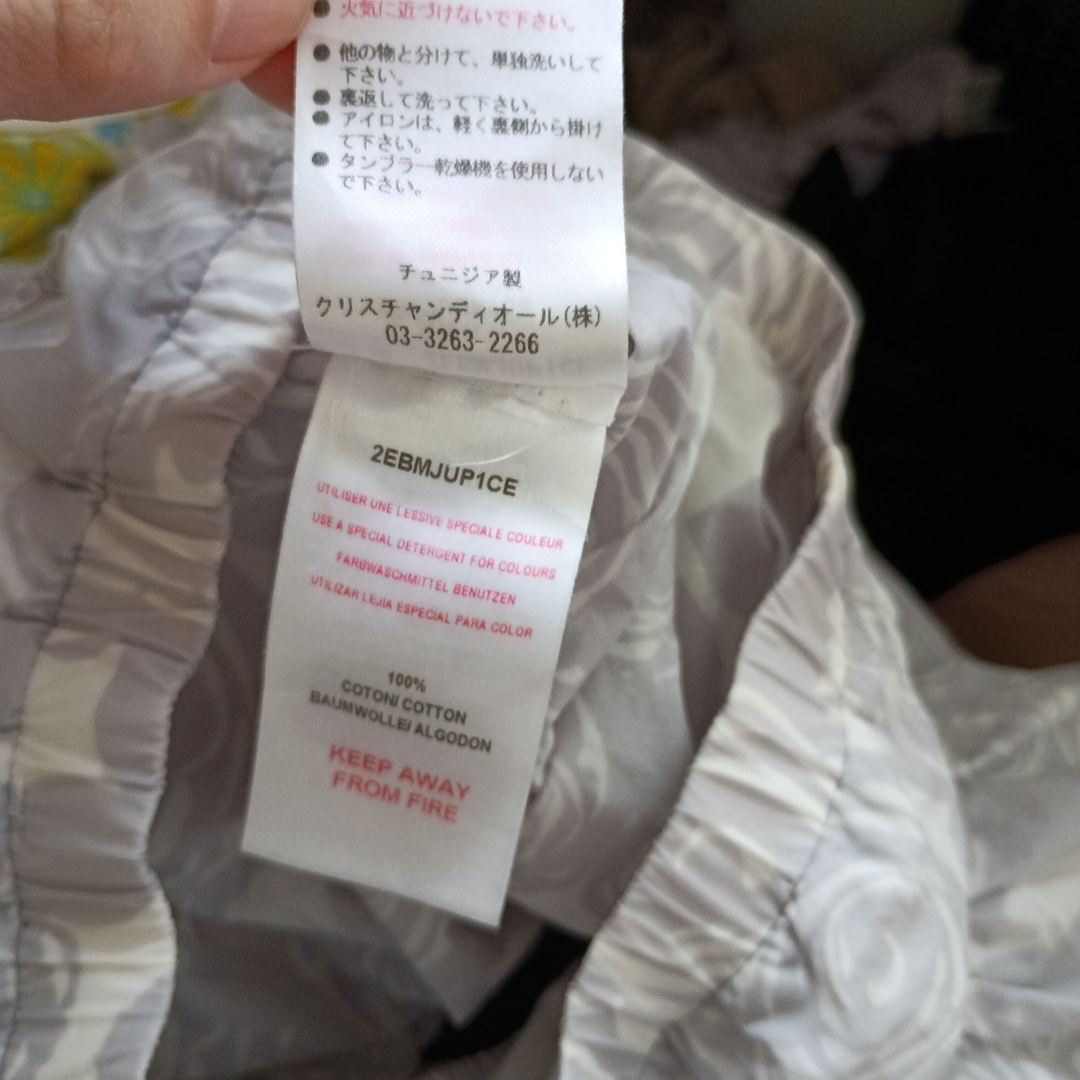 ● 火気に近づけないで下さい。
● 他の物と分けて、単独洗いして
下さい。
● 裏返して洗って下さい。
● アイロンは、軽く裏側から掛け
て下さい。
● タンブラー乾燥機を使用しない
で下さい。
チュニジア製
クリスチャンディオール(株)
03-3263-2266
2EBMJUP1CE
UTILISER UNE LESSIVE SPECIALE COULEUR
USE A SPECIAL DETERGENT FOR COLOURS
FARBWASCHMITTEL BENUTZEN
UTILIZAR LEJIA ESPECIAL PARA COLOR
100%
COTON/ COTTON
BAUMWOLLE/ ALGODON
KEEP AWAY
FROM FIRE